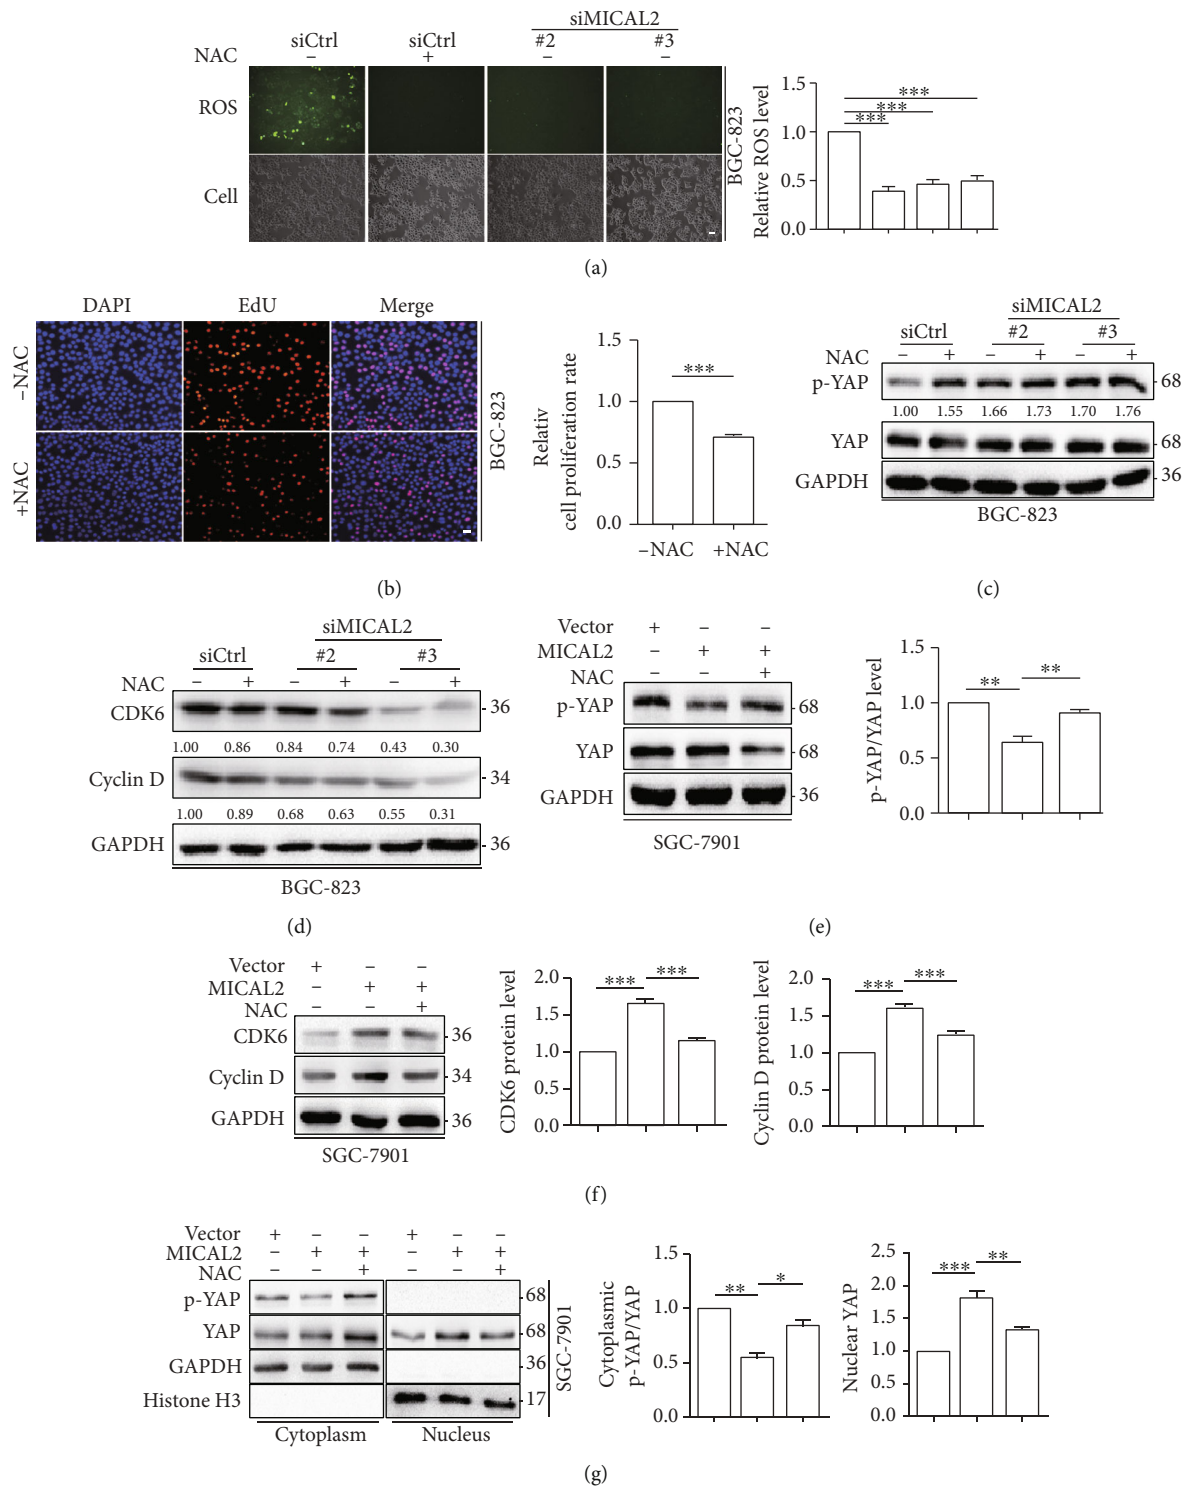 siMICAL2
siCtrl siCtrl #2 #3
NAC – + – –
ROS
Cell
BGC-823
Relative ROS level
1.5
1.0
0.5
0.0
*** *** ***
(a)
DAPI EdU Merge
–NAC
+NAC
BGC-823
Relativ
cell proliferation rate
1.5
1.0
0.5
0.0
***
–NAC +NAC
(b)
siMICAL2
siCtrl #2 #3
NAC – + – + – +
p-YAP 68
1.00 1.55 1.66 1.73 1.70 1.76
YAP 68
GAPDH 36
BGC-823
(c)
siMICAL2
siCtrl #2 #3
NAC – + – + – +
CDK6 36
1.00 0.86 0.84 0.74 0.43 0.30
Cyclin D 34
1.00 0.89 0.68 0.63 0.55 0.31
GAPDH 36
BGC-823
(d)
Vector + – –
MICAL2 – + +
NAC – – +
p-YAP 68
YAP 68
GAPDH 36
SGC-7901
p-YAP/YAP level
1.5
1.0
0.5
0.0
** **
(e)
Vector + – –
MICAL2 – + +
NAC – – +
CDK6 36
Cyclin D 34
GAPDH 36
SGC-7901
CDK6 protein level
2.0
1.5
1.0
0.5
0.0
*** ***
Cyclin D protein level
2.0
1.5
1.0
0.5
0.0
*** ***
(f)
Vector + – – + – –
MICAL2 – + + – + +
NAC – – + – – +
p-YAP 68
YAP 68
GAPDH 36
Histone H3 17
Cytoplasm Nucleus
SGC-7901
Cytoplasmic
p-YAP/YAP
1.5
1.0
0.5
0.0
** *
Nuclear YAP
2.5
2.0
1.5
1.0
0.5
0.0
*** **
(g)